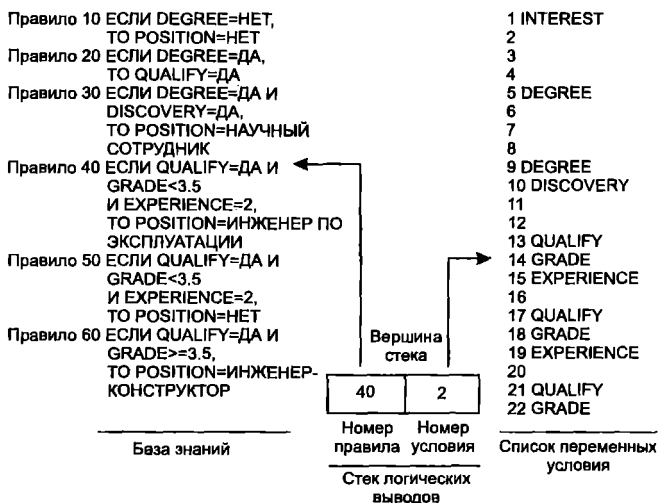 Правило 10 ЕСЛИ DEGREE=НЕТ,
ТО POSITION=НЕТ
Правило 20 ЕСЛИ DEGREE=ДА,
ТО QUALIFY=ДА
Правило 30 ЕСЛИ DEGREE=ДА И
DISCOVERY=ДА,
ТО POSITION=НАУЧНЫЙ
СОТРУДНИК
Правило 40 ЕСЛИ QUALIFY=ДА И
GRADE<3.5
И EXPERIENCE=2,
ТО POSITION=ИНЖЕНЕР ПО
ЭКСПЛУАТАЦИИ
Правило 50 ЕСЛИ QUALIFY=ДА И
GRADE<3.5
И EXPERIENCE=2,
ТО POSITION=НЕТ
Правило 60 ЕСЛИ QUALIFY=ДА И
GRADE>=3.5,
ТО POSITION=ИНЖЕНЕР-
КОНСТРУКТОР
База знаний
Вершина
стека
40 2
Номер правила Номер условия
Стек логических
выводов
1 INTEREST
2
3
4
5 DEGREE
6
7
8
9 DEGREE
10 DISCOVERY
11
12
13 QUALIFY
14 GRADE
15 EXPERIENCE
16
17 QUALIFY
18 GRADE
19 EXPERIENCE
20
21 QUALIFY
22 GRADE
Список переменных
условия